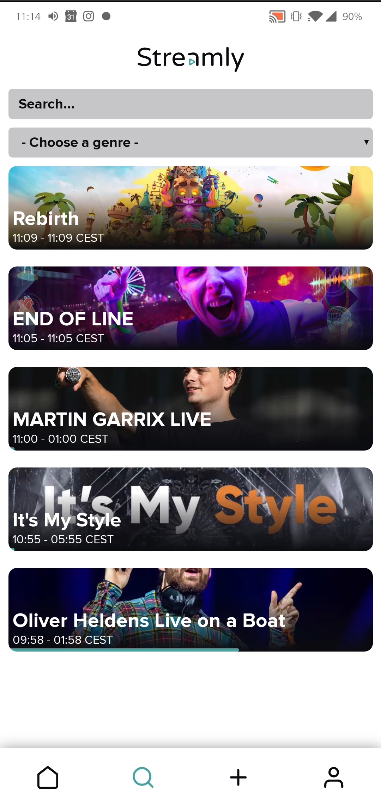 11:14
31
90%
Streamly
Search...
- Choose a genre -
Rebirth
11:09 - 11:09 CEST
END OF LINE
11:05 - 11:05 CEST
MARTIN GARRIX LIVE
11:00 - 01:00 CEST
It's My Style
It's My Style
10:55 - 05:55 CEST
Oliver Heldens Live on a Boat
09:58 - 01:58 CEST